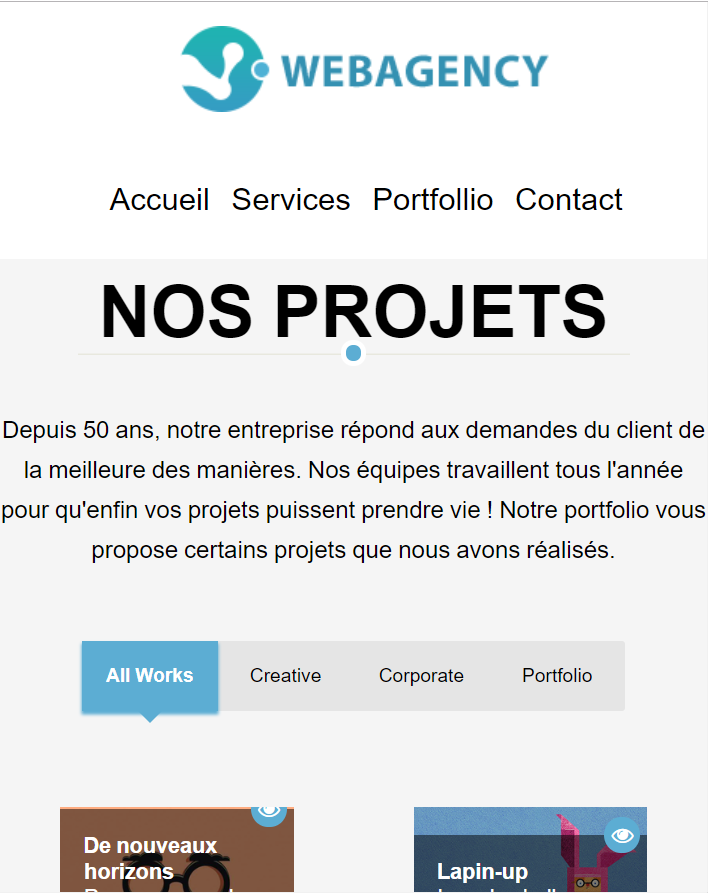 WEBAGENCY
Accueil Services Portfollio Contact
NOS PROJETS
Depuis 50 ans, notre entreprise répond aux demandes du client de
la meilleure des manières. Nos équipes travaillent tous l'année
pour qu'enfin vos projets puissent prendre vie ! Notre portfolio vous
propose certains projets que nous avons réalisés.
All Works Creative Corporate Portfolio
De nouveaux
horizons
Lapin-up